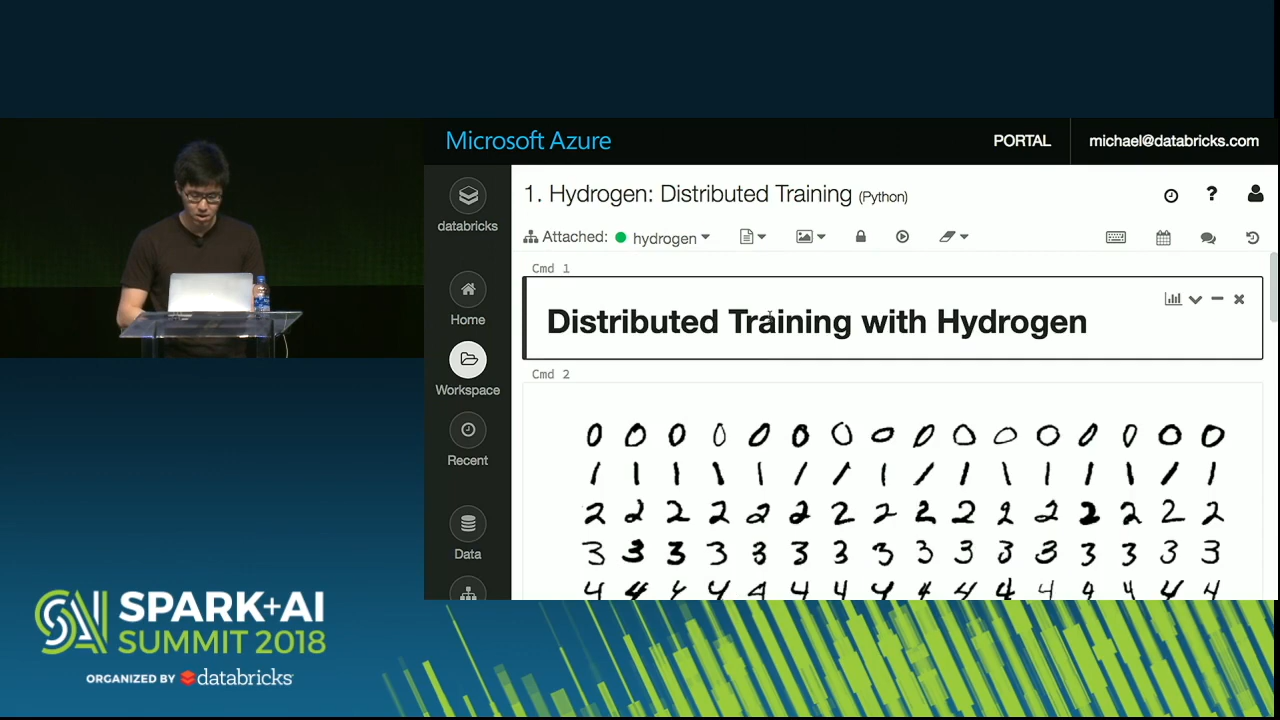 Microsoft Azure
PORTAL
michael@databricks.com
databricks
Home
Workspace
Recent
Data
1. Hydrogen: Distributed Training (Python)
?
Attached: hydrogen
Cmd 1
Distributed Training with Hydrogen
Cmd 2
0 0 0 0 0 0 0 0 0 0 0 0 0 0 0 0
1 1 1 1 1 1 1 1 1 1 1 1 1 1 1 1
2 2 2 2 2 2 2 2 2 2 2 2 2 2 2 2
3 3 3 3 3 3 3 3 3 3 3 3 3 3 3 3
4 4 4 4 4 4 4 4 4 4 4 4 4 4 4 4
SAI SPARK+AI
SUMMIT 2018
ORGANIZED BY databricks